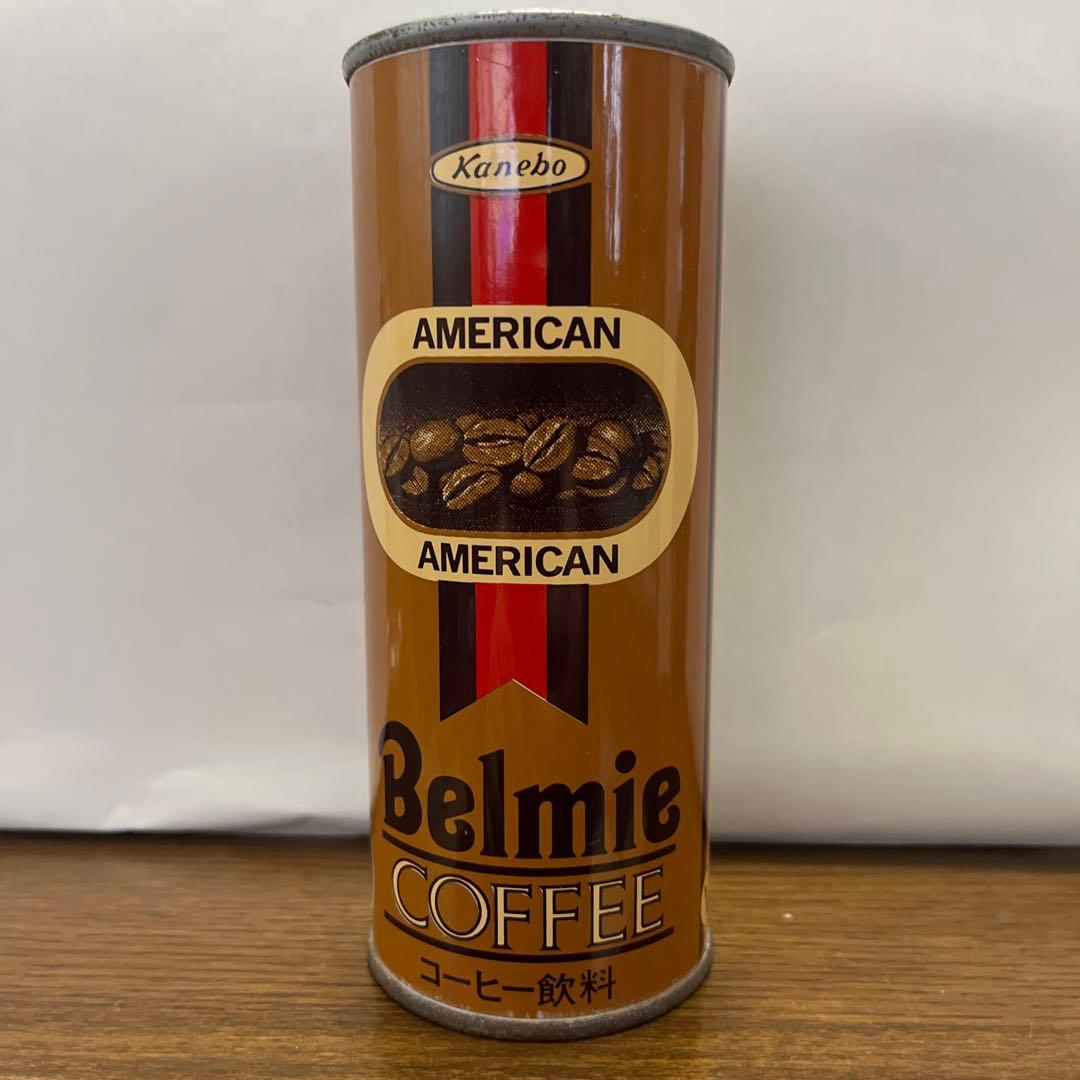 Kanebo
AMERICAN
AMERICAN
Belmie
COFFEE
コーヒー飲料